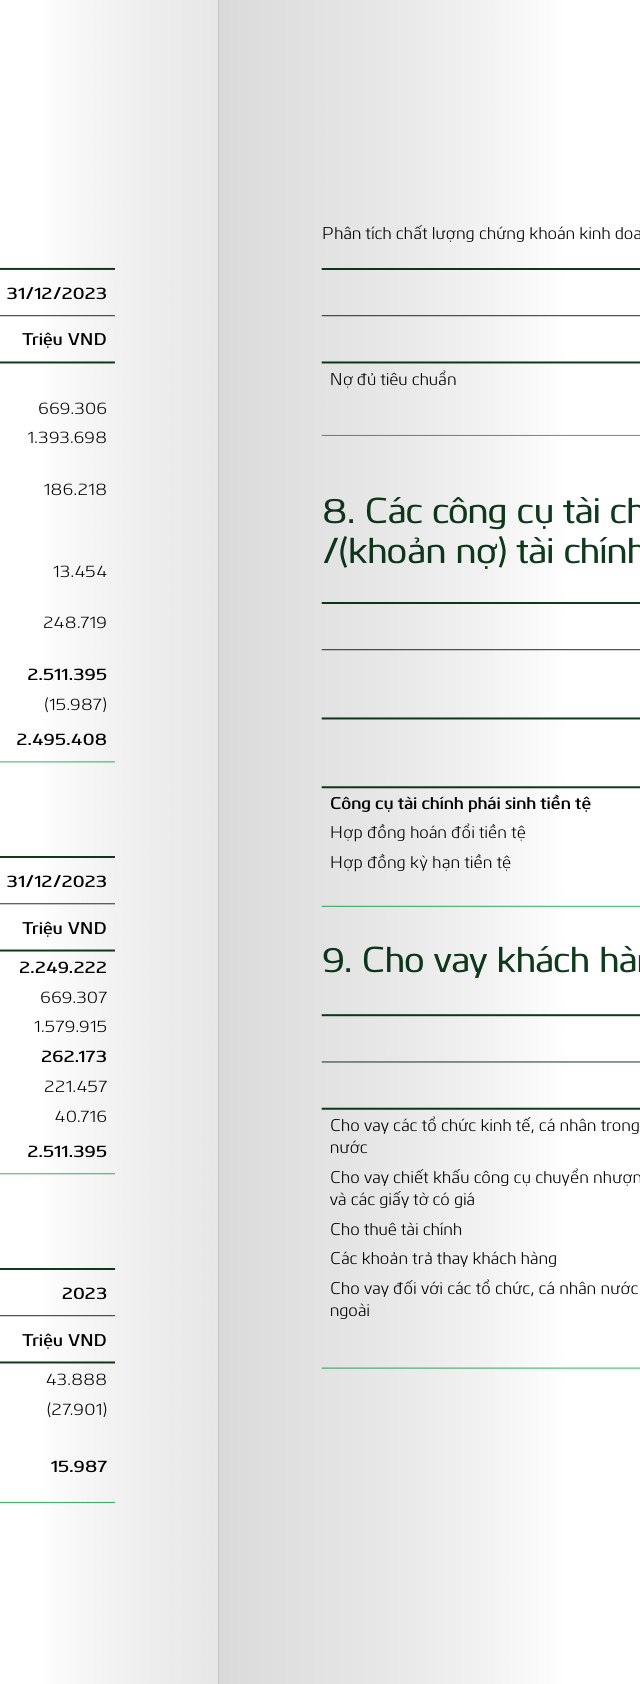 31/12/2023
Triệu VND
669.306
1.393.698
186.218
13.454
248.719
2.511.395
(15.987)
2.495.408
31/12/2023
Triệu VND
2.249.222
669.307
1.579.915
262.173
221.457
40.716
2.511.395
2023
Triệu VND
43.888
(27.901)
15.987
Phân tích chất lượng chứng khoán kinh doa
Nợ đủ tiêu chuẩn
8. Các công cụ tài ch
/(khoản nợ) tài chính
Công cụ tài chính phái sinh tiền tệ
Hợp đồng hoán đổi tiền tệ
Hợp đồng kỳ hạn tiền tệ
9. Cho vay khách hàn
Cho vay các tổ chức kinh tế, cá nhân trong
nước
Cho vay chiết khấu công cụ chuyển nhượn
và các giấy tờ có giá
Cho thuê tài chính
Các khoản trả thay khách hàng
Cho vay đối với các tổ chức, cá nhân nước
ngoài